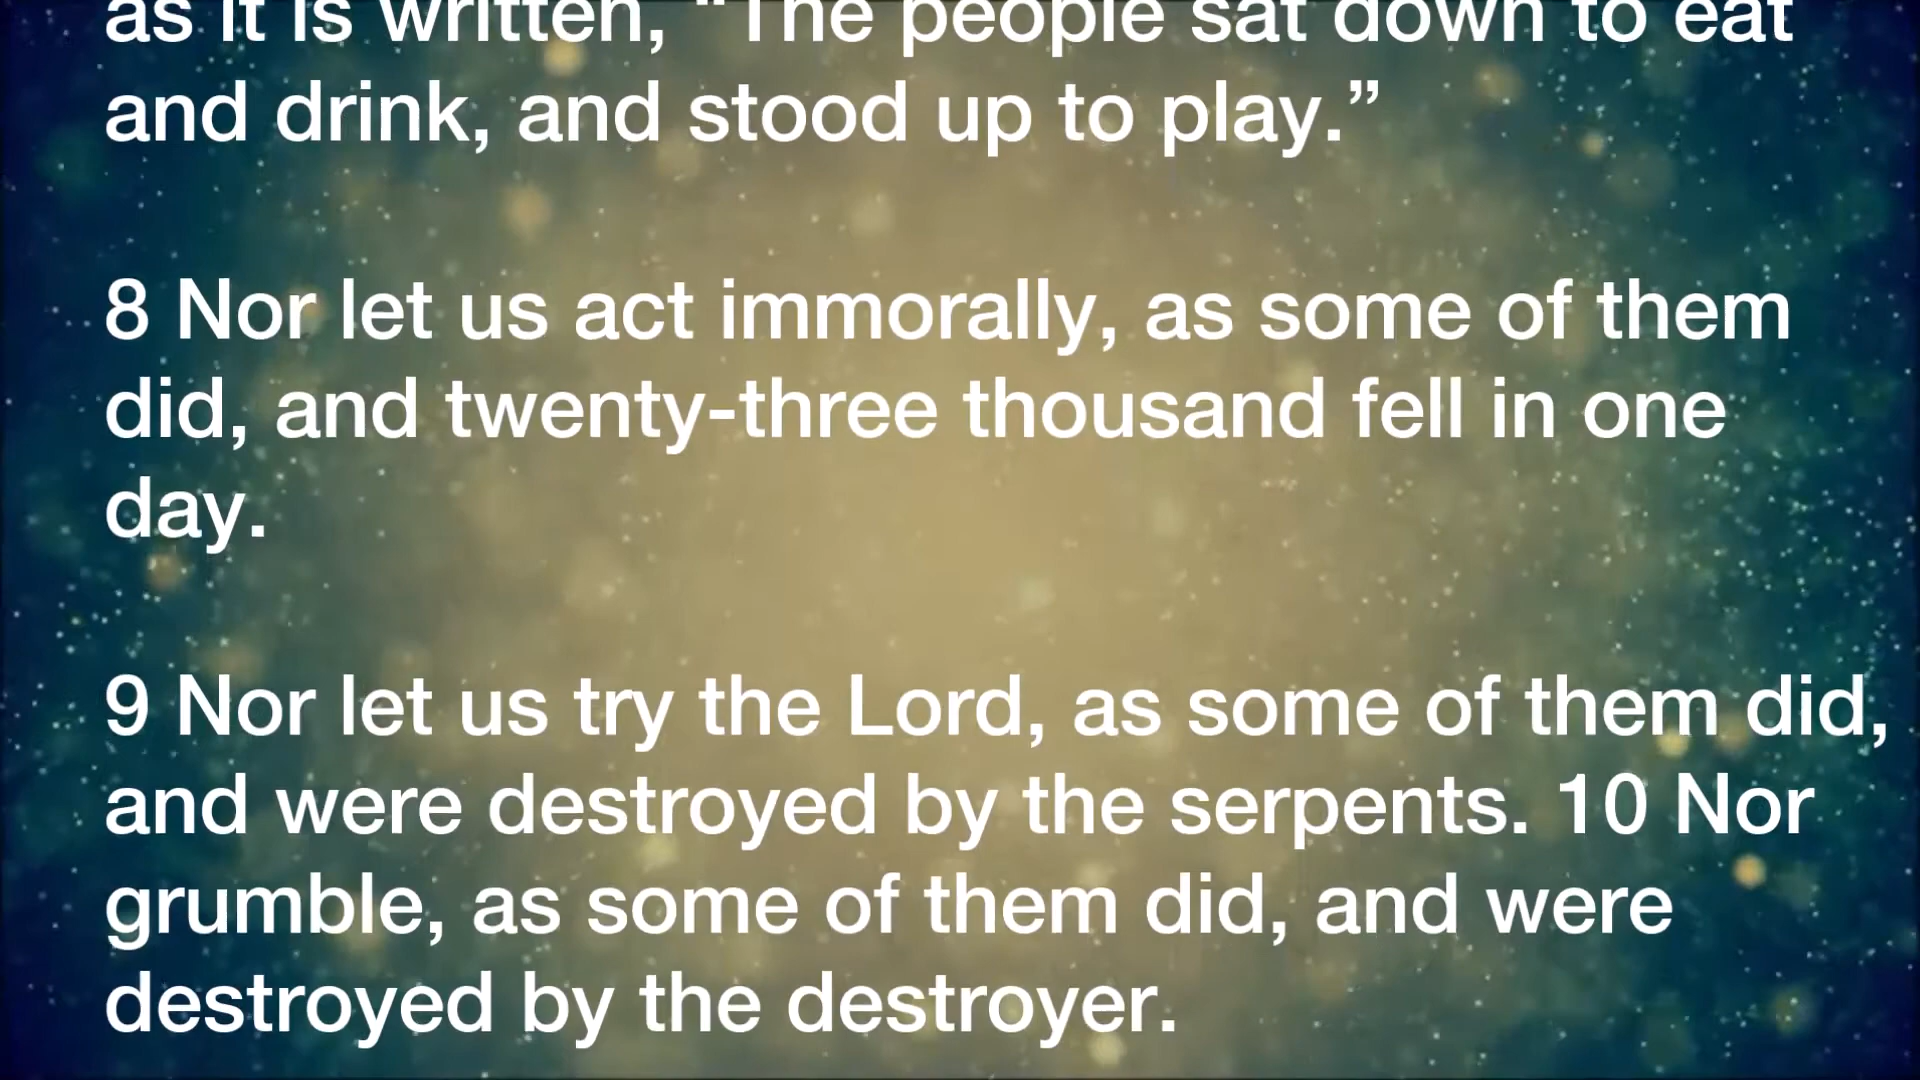 as it is written, “The people sat down to eat
and drink, and stood up to play.”
8 Nor let us act immorally, as some of them
did, and twenty-three thousand fell in one
day.
9 Nor let us try the Lord, as some of them did,
and were destroyed by the serpents. 10 Nor
grumble, as some of them did, and were
destroyed by the destroyer.